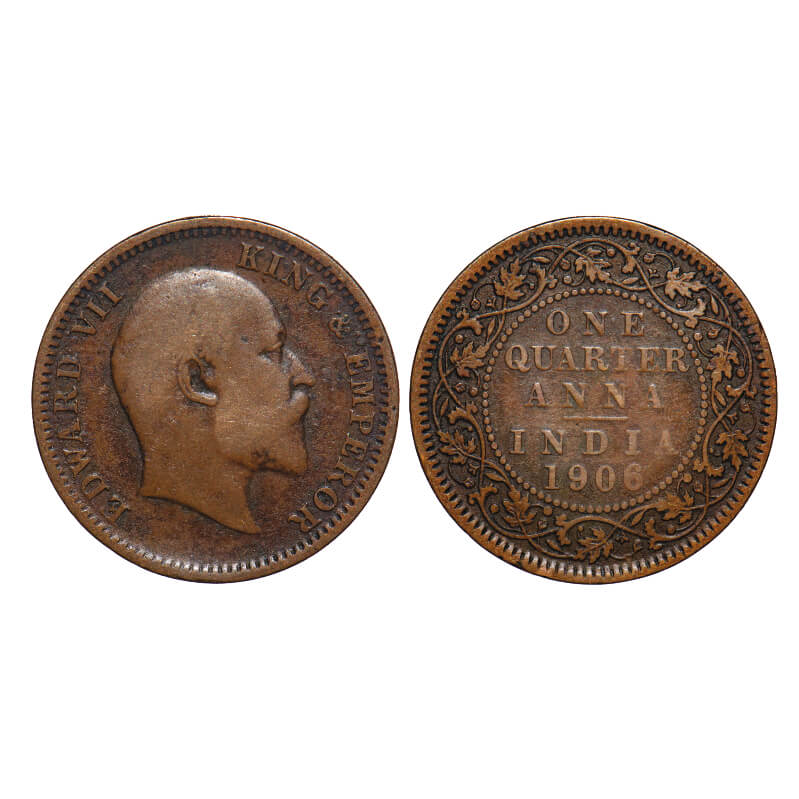 EDWARD VII KING & EMPEROR
ONE
QUARTER
ANNA
INDIA
1906